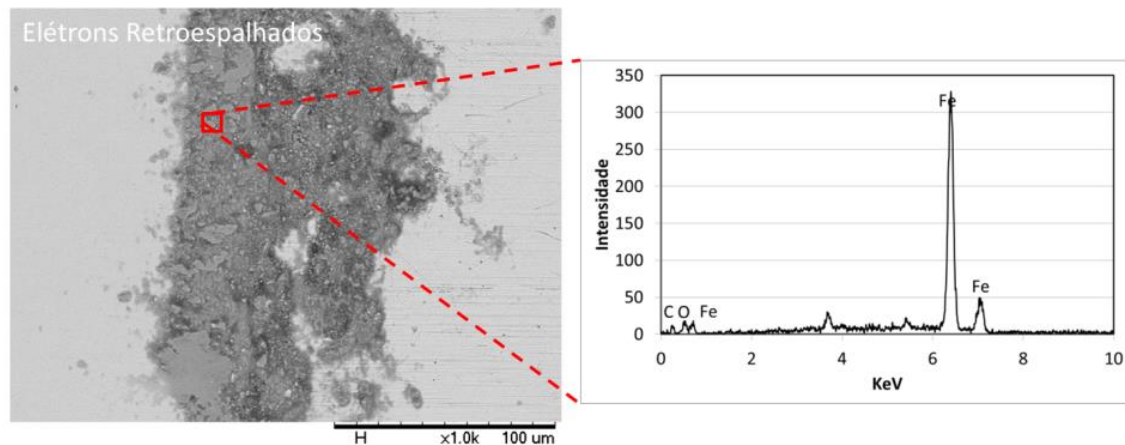 Elétrons Retroespalhados
H ×1.0k 100 um
350
300
250
200
150
100
50
0
Intensidade
Fe
Fe
C O Fe
0 2 4 6 8 10
KeV